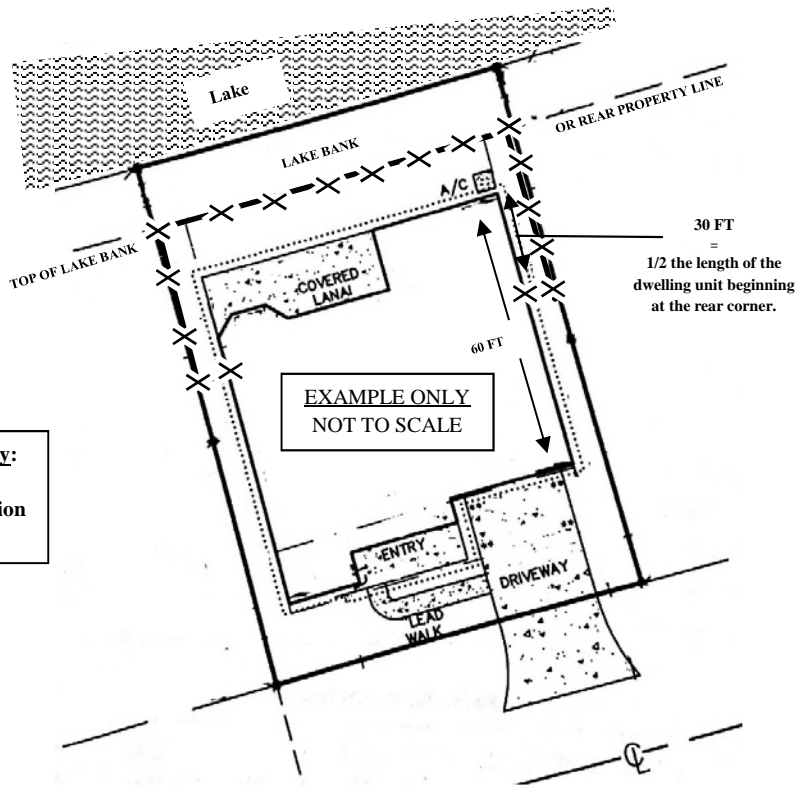 Lake
OR REAR PROPERTY LINE
LAKE BANK
A/C
TOP OF LAKE BANK
30 FT
=
1/2 the length of the
dwelling unit beginning
at the rear corner.
COVERED
LANAI
60 FT
EXAMPLE ONLY
NOT TO SCALE
y:
ion
ENTRY
DRIVEWAY
LEAD
WALK
℄